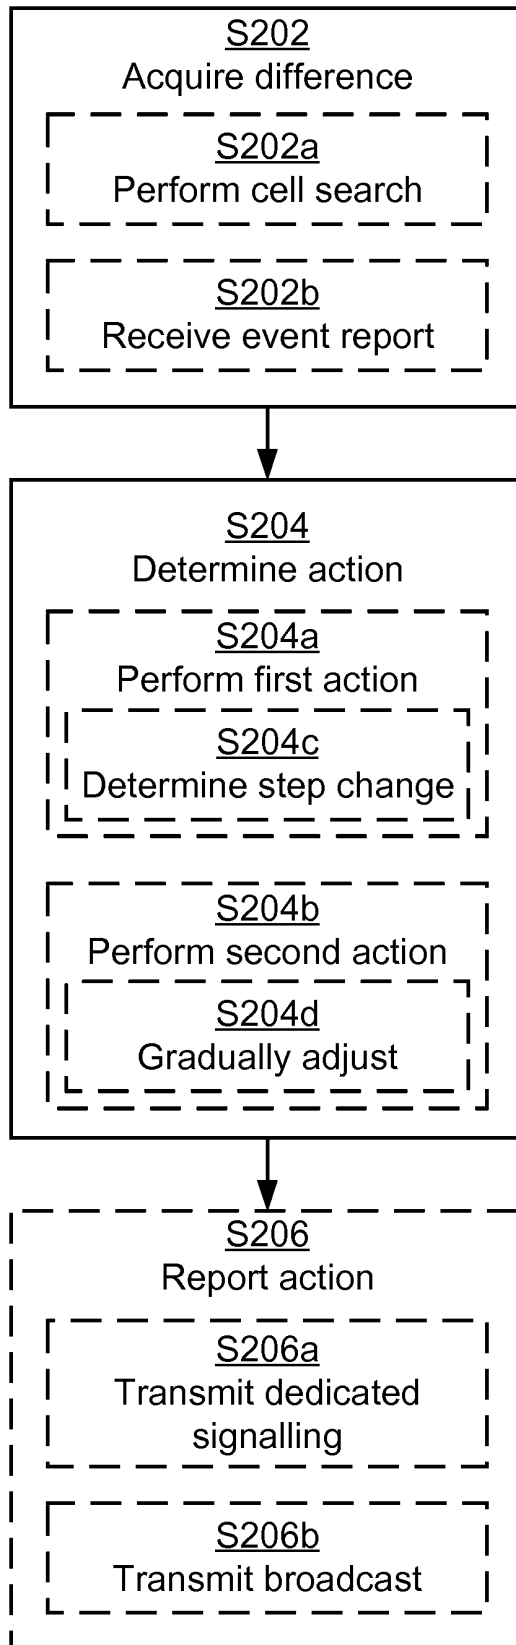 S202
Acquire difference
S202a
Perform cell search
S202b
Receive event report
S204
Determine action
S204a
Perform first action
S204c
Determine step change
S204b
Perform second action
S204d
Gradually adjust
S206
Report action
S206a
Transmit dedicated
signalling
S206b
Transmit broadcast